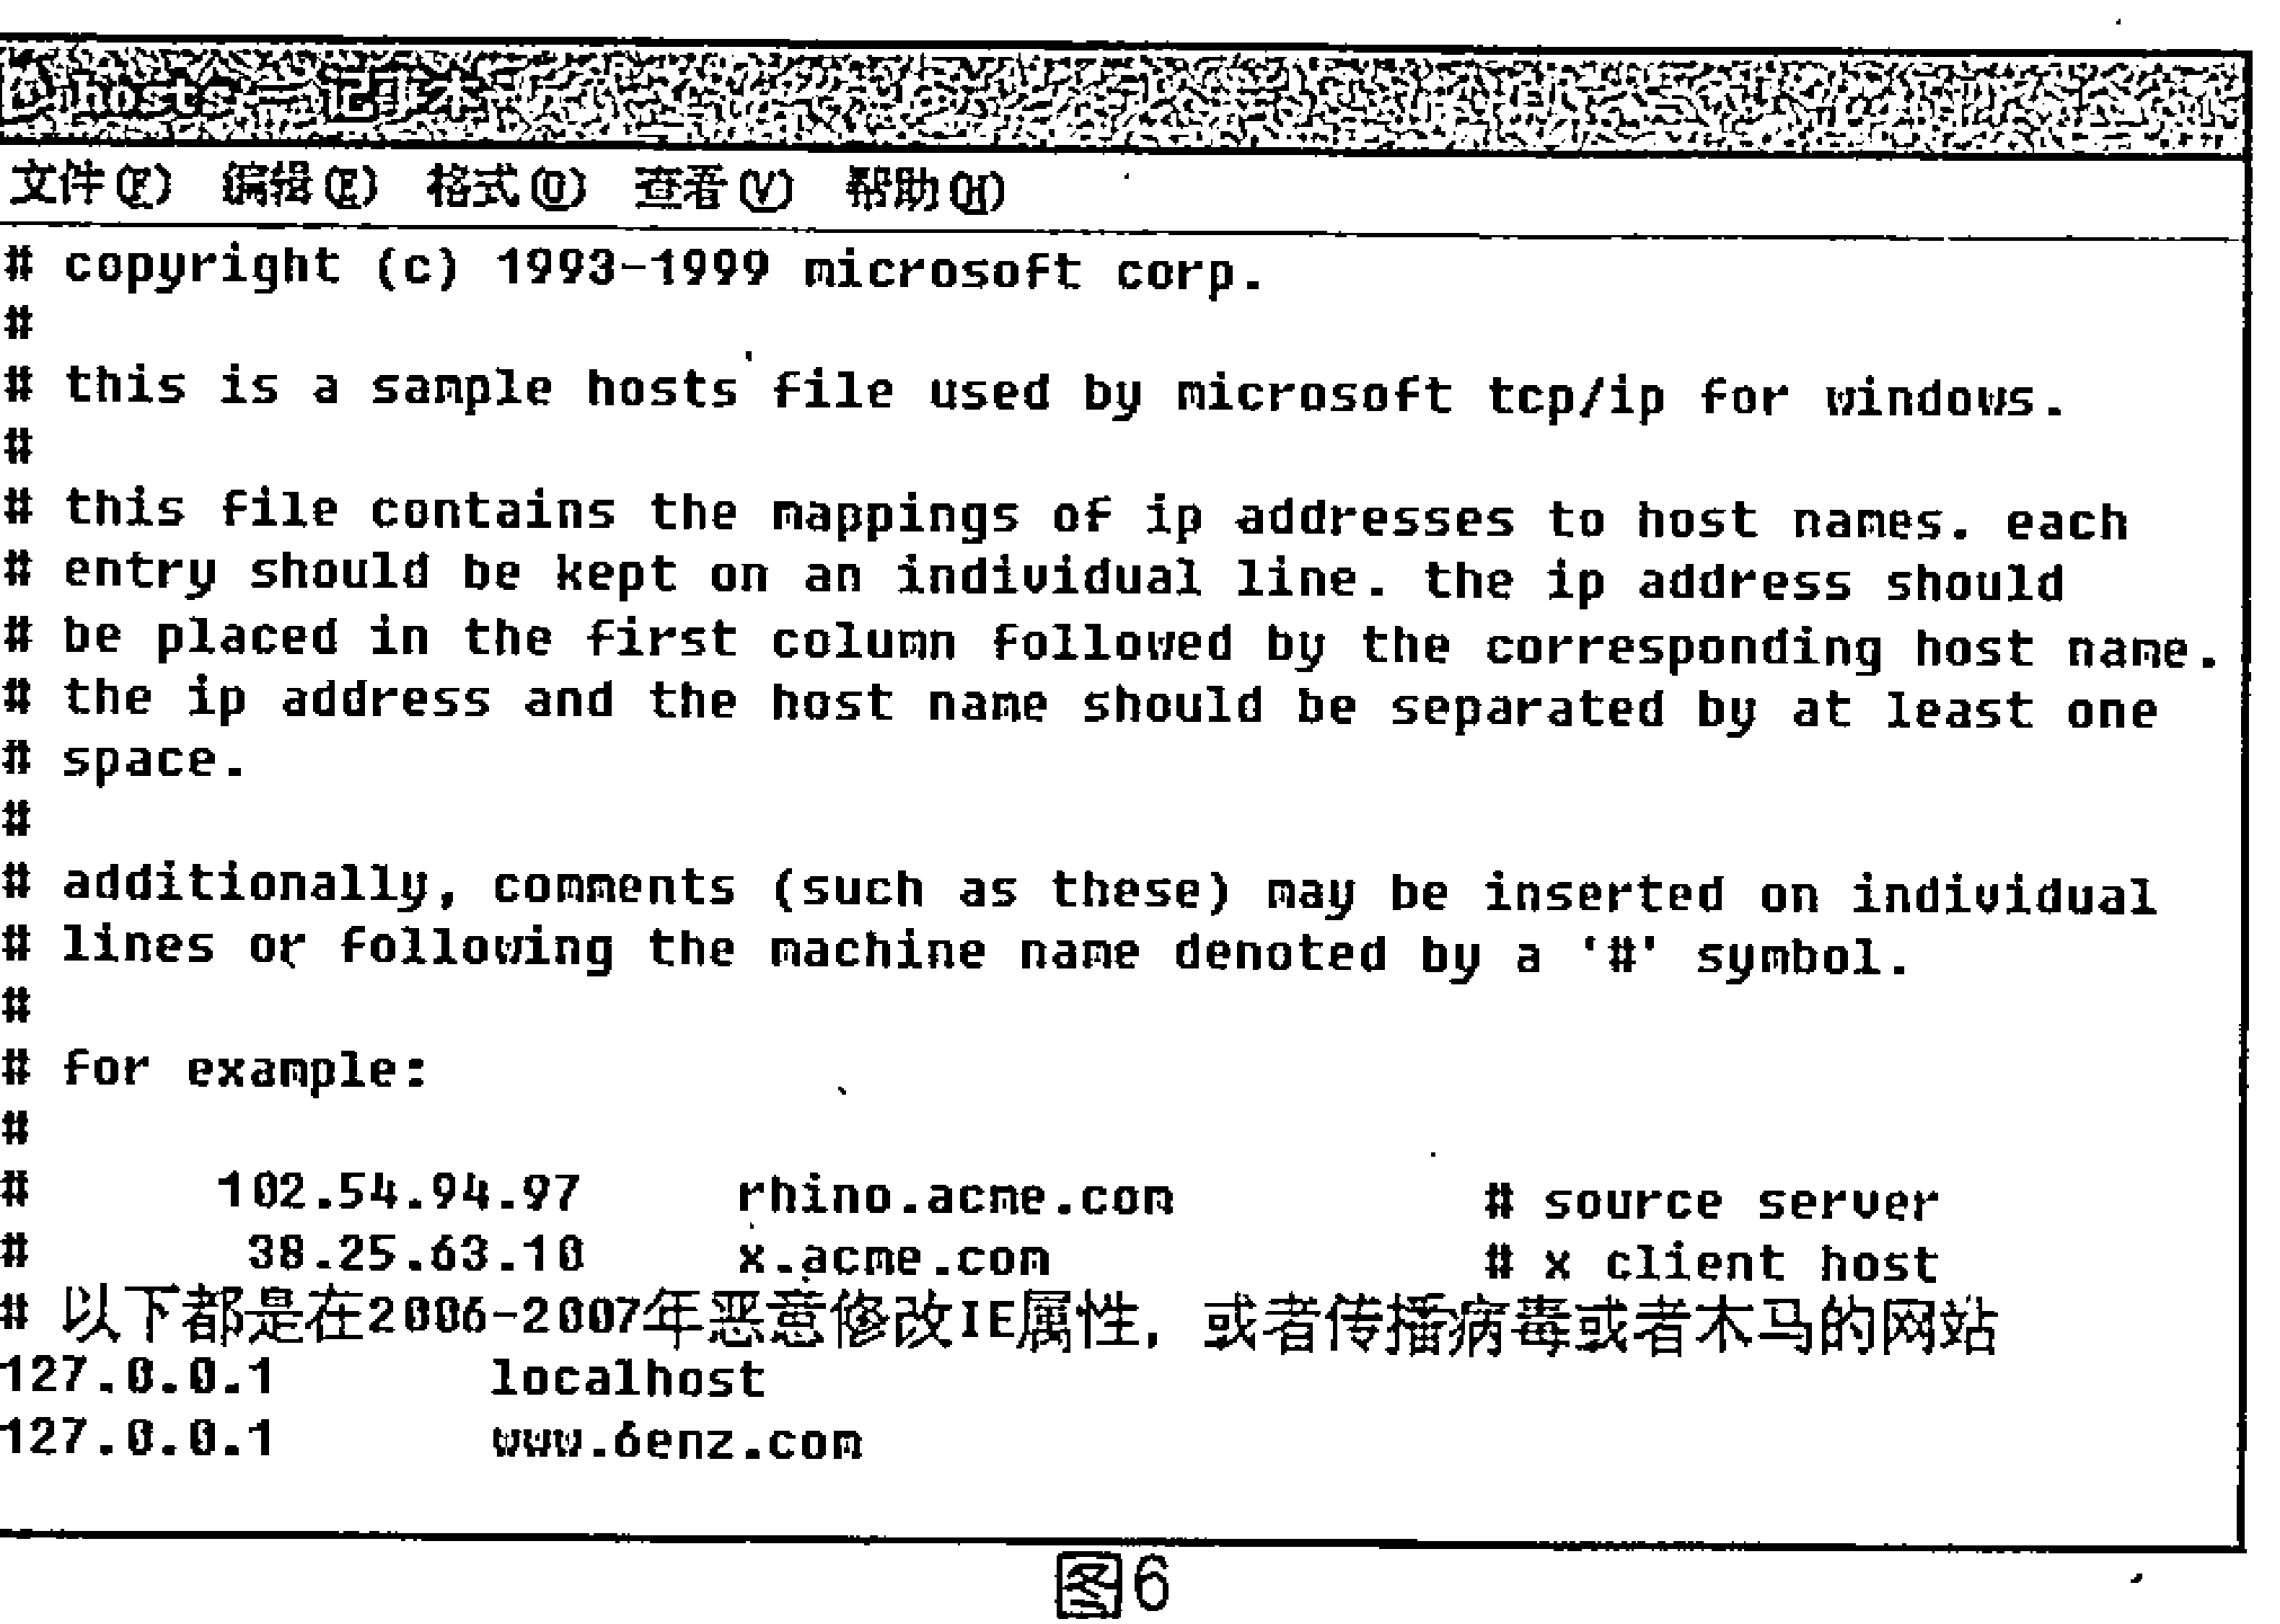 hosts - 记事本
文件(F) 编辑(E) 格式(O) 查看(V) 帮助(H)
# copyright (c) 1993-1999 microsoft corp.
#
# this is a sample hosts file used by microsoft tcp/ip for windows.
#
# this file contains the mappings of ip addresses to host names. each
# entry should be kept on an individual line. the ip address should
# be placed in the first column followed by the corresponding host name.
# the ip address and the host name should be separated by at least one
# space.
#
# additionally, comments (such as these) may be inserted on individual
# lines or following the machine name denoted by a '#' symbol.
#
# for example:
#
# 102.54.94.97 rhino.acme.com # source server
# 38.25.63.10 x.acme.com # x client host
# 以下都是在2006-2007年恶意修改IE属性，或者传播病毒或者木马的网站
127.0.0.1 localhost
127.0.0.1 www.6enz.com
图6